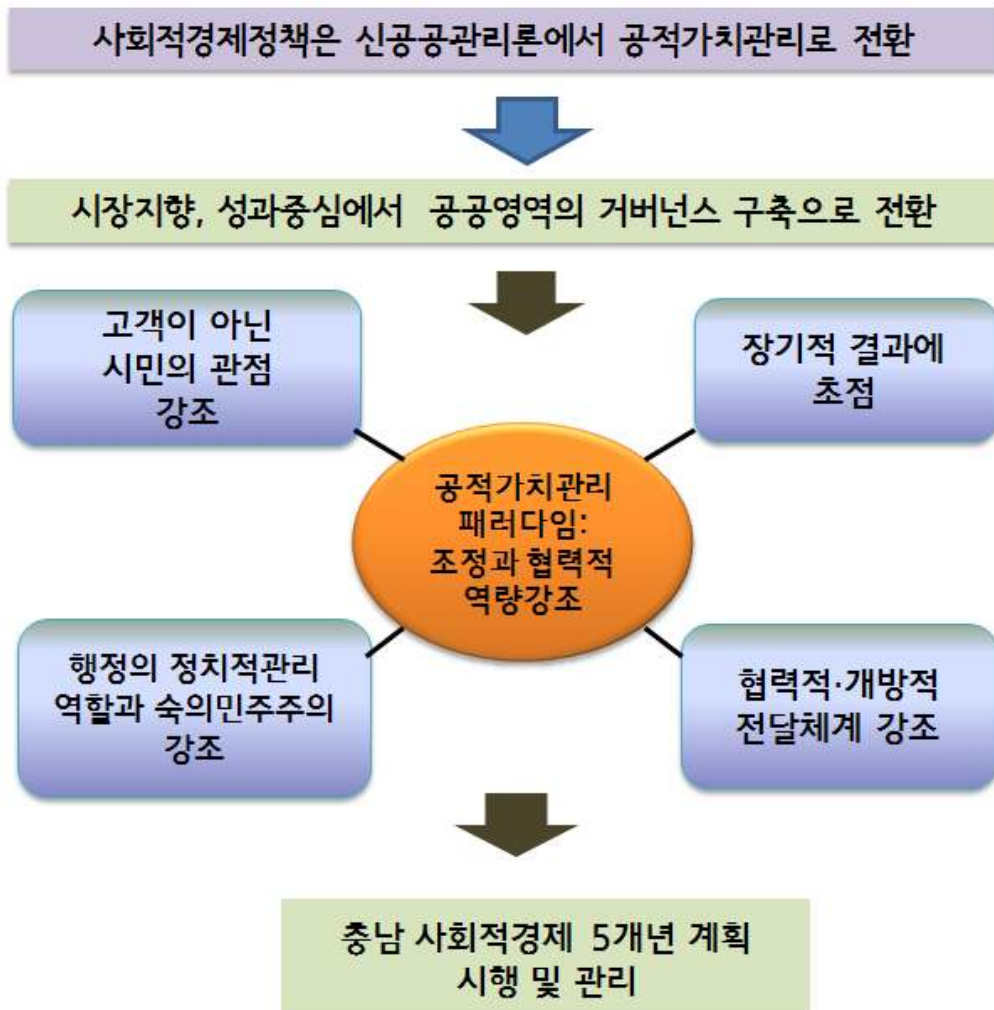 사회적경제정책은 신공공관리론에서 공적가치관리로 전환
시장지향, 성과중심에서 공공영역의 거버넌스 구축으로 전환
고객이 아닌
시민의 관점
강조
장기적 결과에
초점
공적가치관리
패러다임:
조정과 협력적
역량강조
행정의 정치적관리
역할과 숙의민주주의
강조
협력적·개방적
전달체계 강조
충남 사회적경제 5개년 계획
시행 및 관리